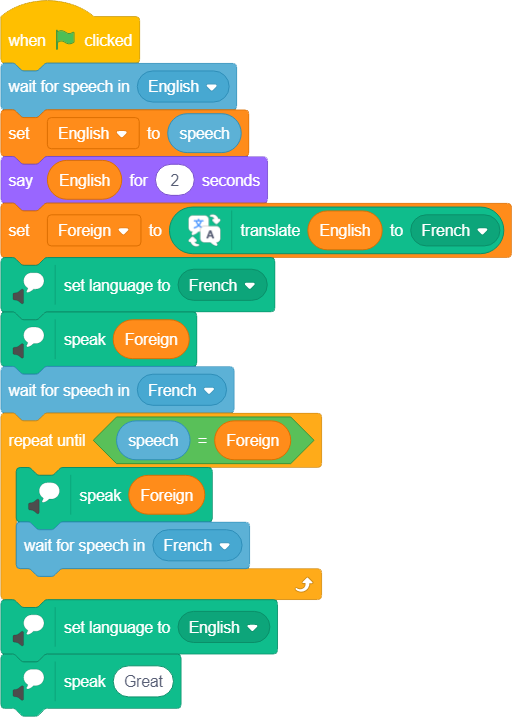 when clicked
wait for speech in English
set English to speech
say English for 2 seconds
set Foreign to translate English to French
set language to French
speak Foreign
wait for speech in French
repeat until speech = Foreign
speak Foreign
wait for speech in French
set language to English
speak Great